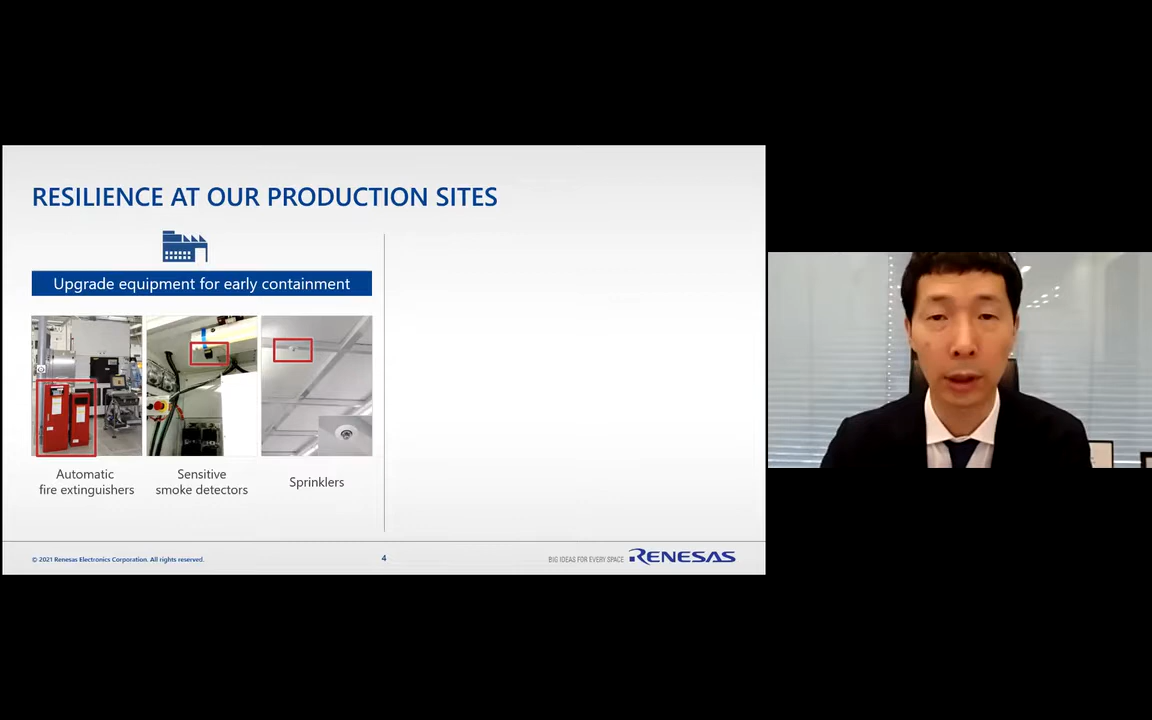 RESILIENCE AT OUR PRODUCTION SITES
Upgrade equipment for early containment
Automatic
fire extinguishers
Sensitive
smoke detectors
Sprinklers
© 2021 Renesas Electronics Corporation. All rights reserved.
4
BIG IDEAS FOR EVERY SPACE
RENESAS